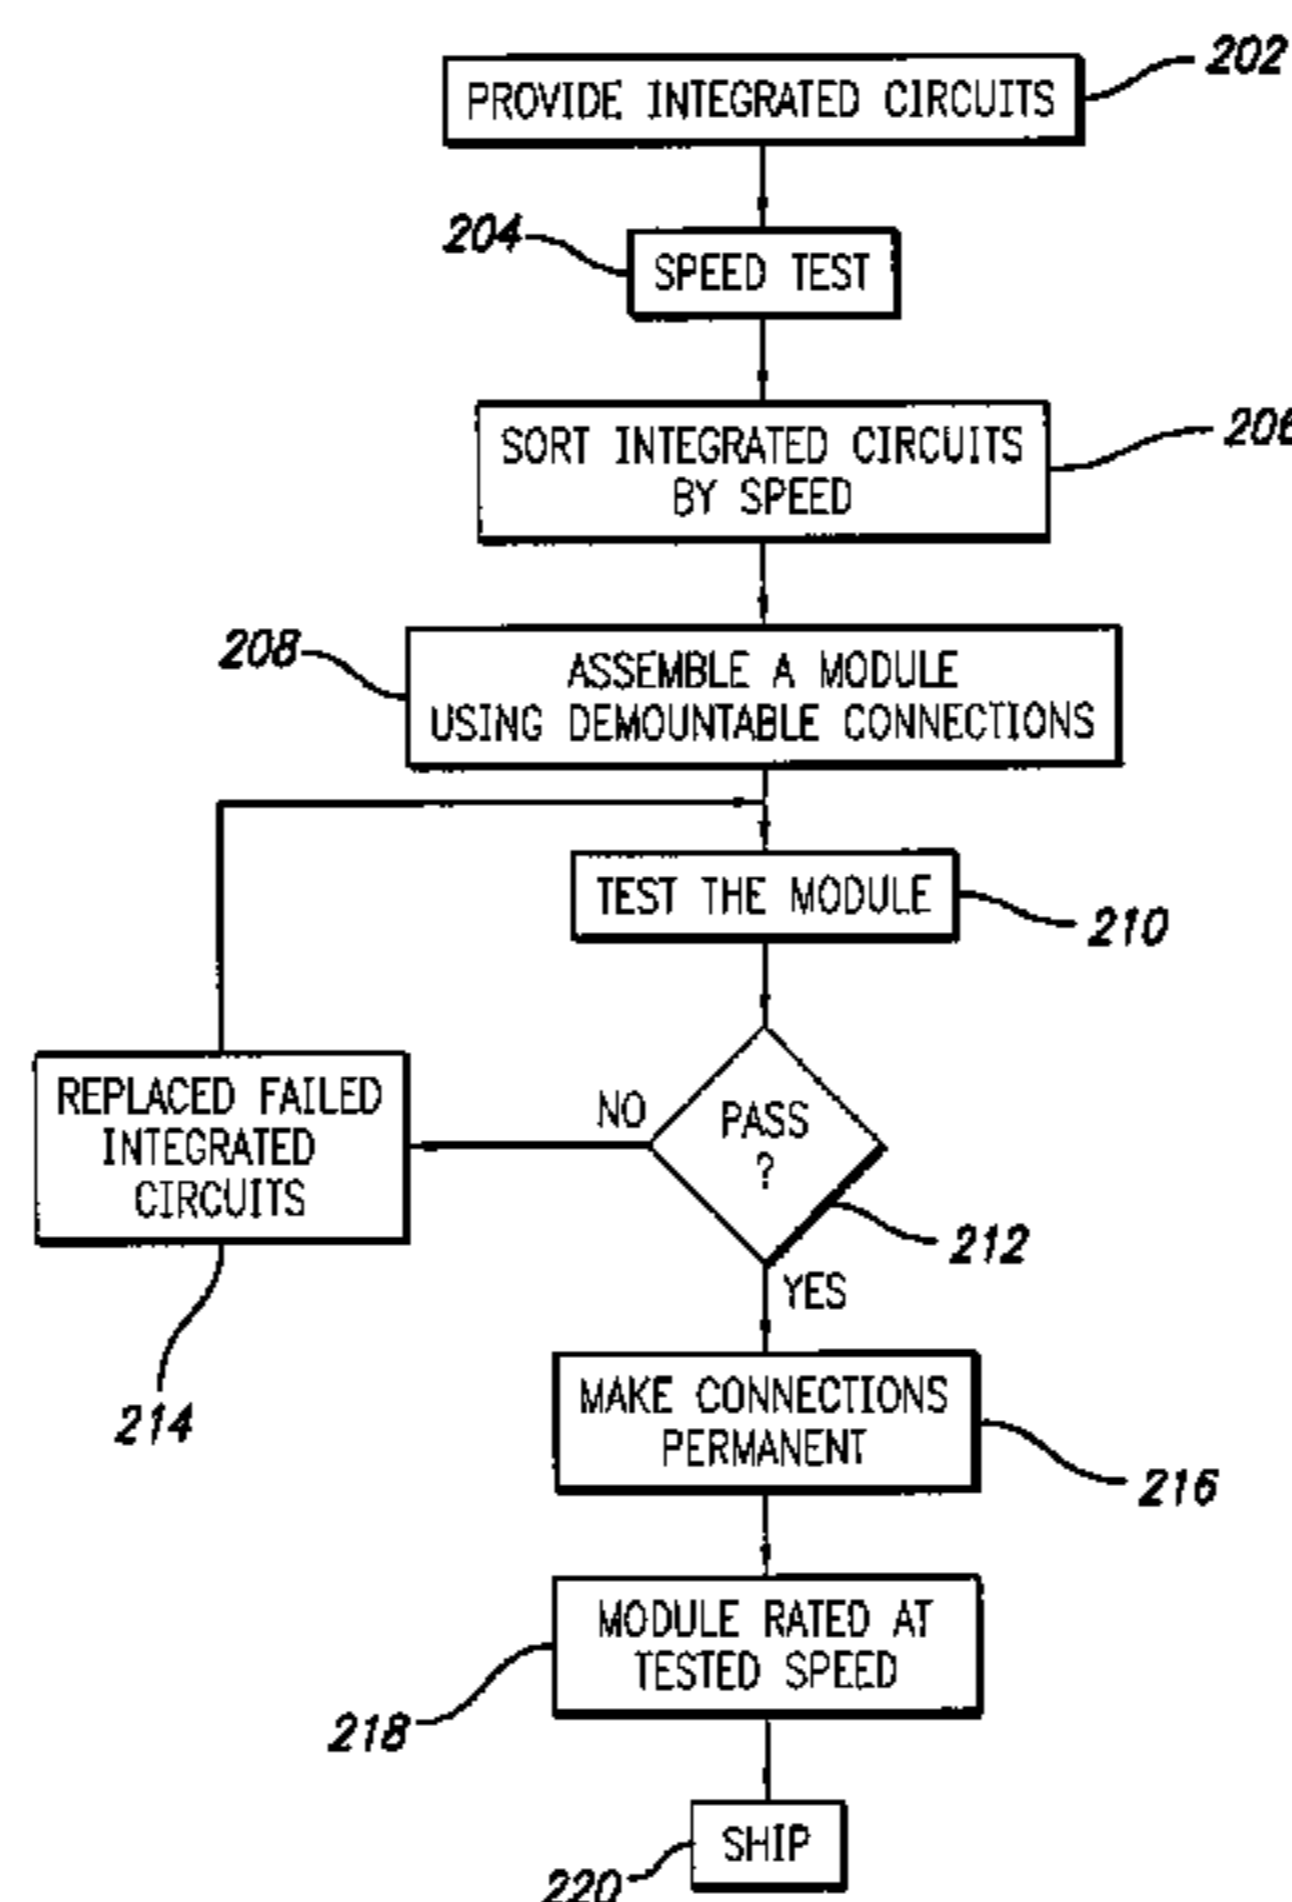 202
PROVIDE INTEGRATED CIRCUITS
204
SPEED TEST
206
SORT INTEGRATED CIRCUITS
BY SPEED
208
ASSEMBLE A MODULE
USING DEMOUNTABLE CONNECTIONS
TEST THE MODULE
210
REPLACED FAILED
INTEGRATED
CIRCUITS
NO
PASS
?
212
YES
214
MAKE CONNECTIONS
PERMANENT
216
MODULE RATED AT
TESTED SPEED
218
SHIP
220